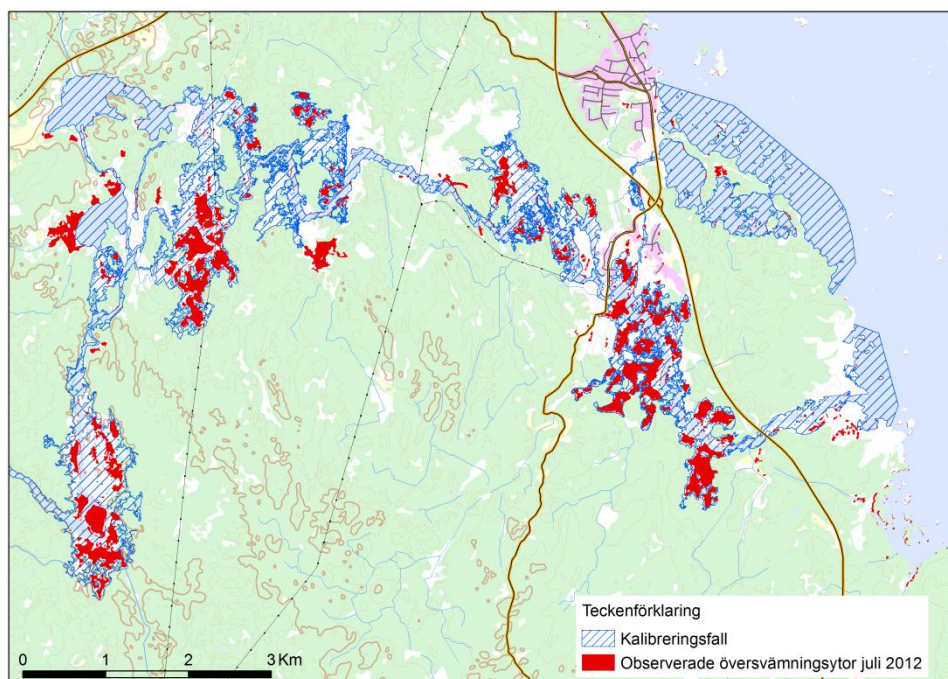 Teckenförklaring
Kalibreringsfall
Observerade översvämningsytor juli 2012
0 1 2 3 Km